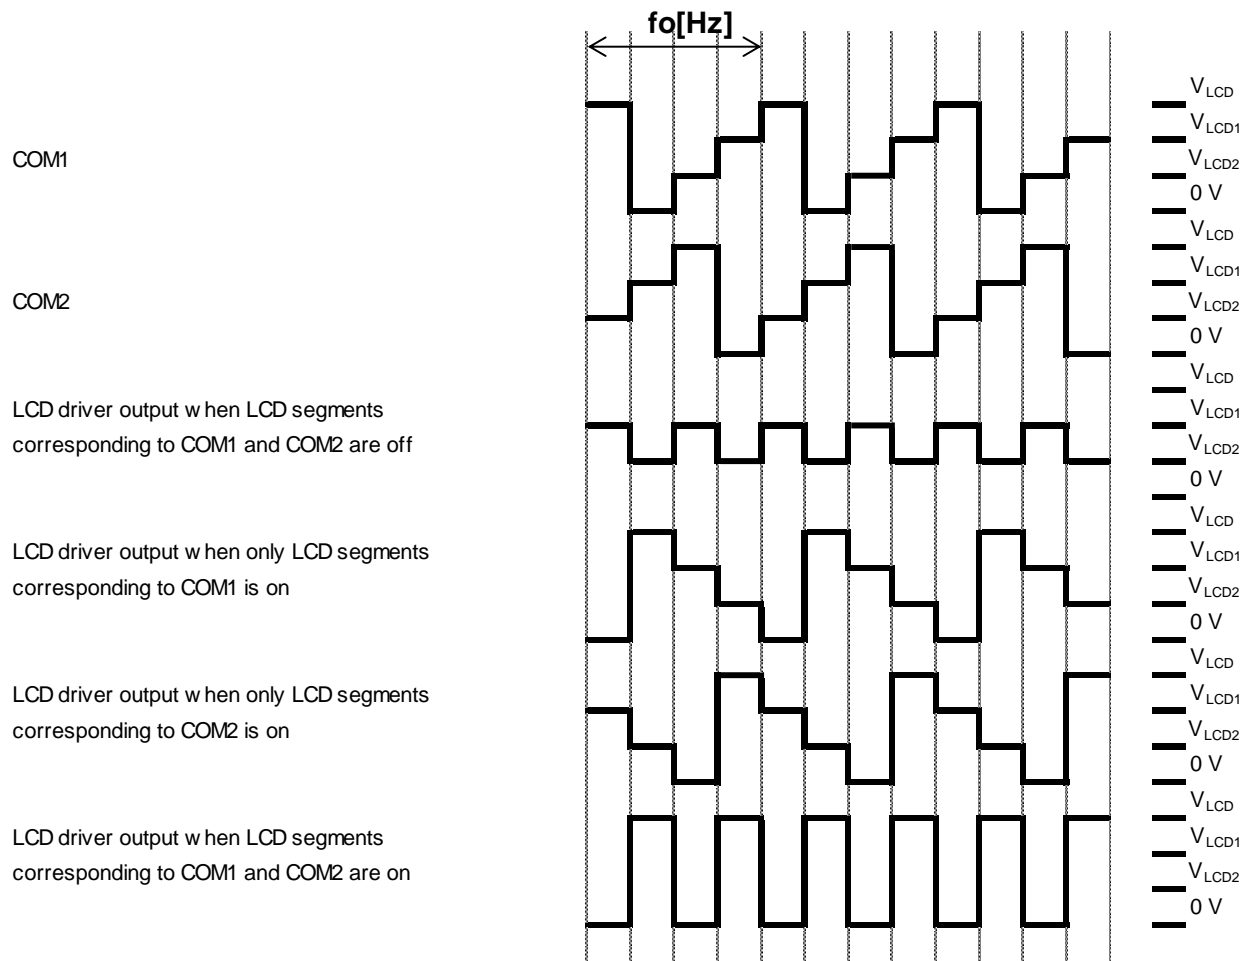 fo[Hz]
COM1
VLCD
VLCD1
VLCD2
0 V
COM2
VLCD
VLCD1
VLCD2
0 V
LCD driver output w hen LCD segments
corresponding to COM1 and COM2 are off
VLCD
VLCD1
VLCD2
0 V
LCD driver output w hen only LCD segments
corresponding to COM1 is on
VLCD
VLCD1
VLCD2
0 V
LCD driver output w hen only LCD segments
corresponding to COM2 is on
VLCD
VLCD1
VLCD2
0 V
LCD driver output w hen LCD segments
corresponding to COM1 and COM2 are on
VLCD
VLCD1
VLCD2
0 V